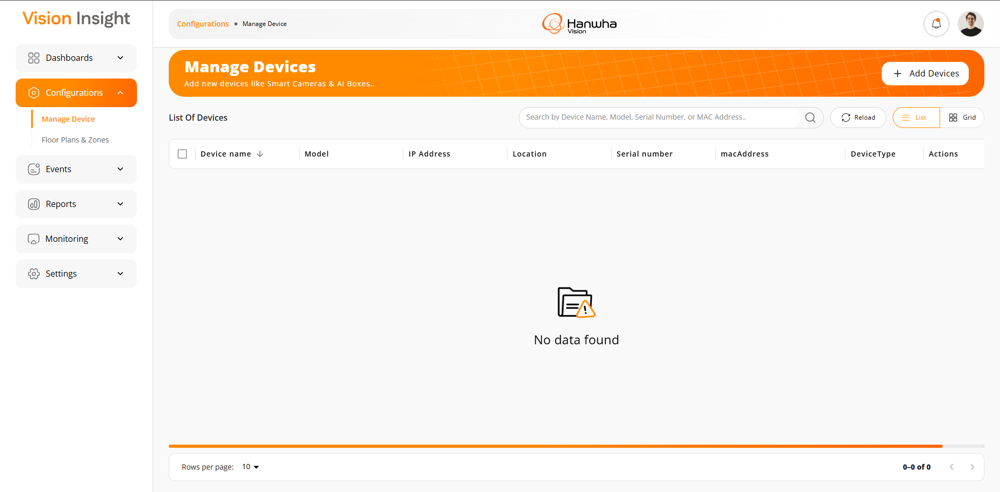 Vision Insight
Configurations • Manage Device
Hanwha
Vision
Dashboards
Configurations
Manage Device
Floor Plans & Zones
Events
Reports
Monitoring
Settings
Manage Devices
Add new devices like Smart Cameras & AI Boxes..
+ Add Devices
List Of Devices
Search by Device Name, Model, Serial Number, or MAC Address..
Reload
List
Grid
Device name
Model
IP Address
Location
Serial number
macAddress
DeviceType
Actions
No data found
Rows per page: 10
0–0 of 0